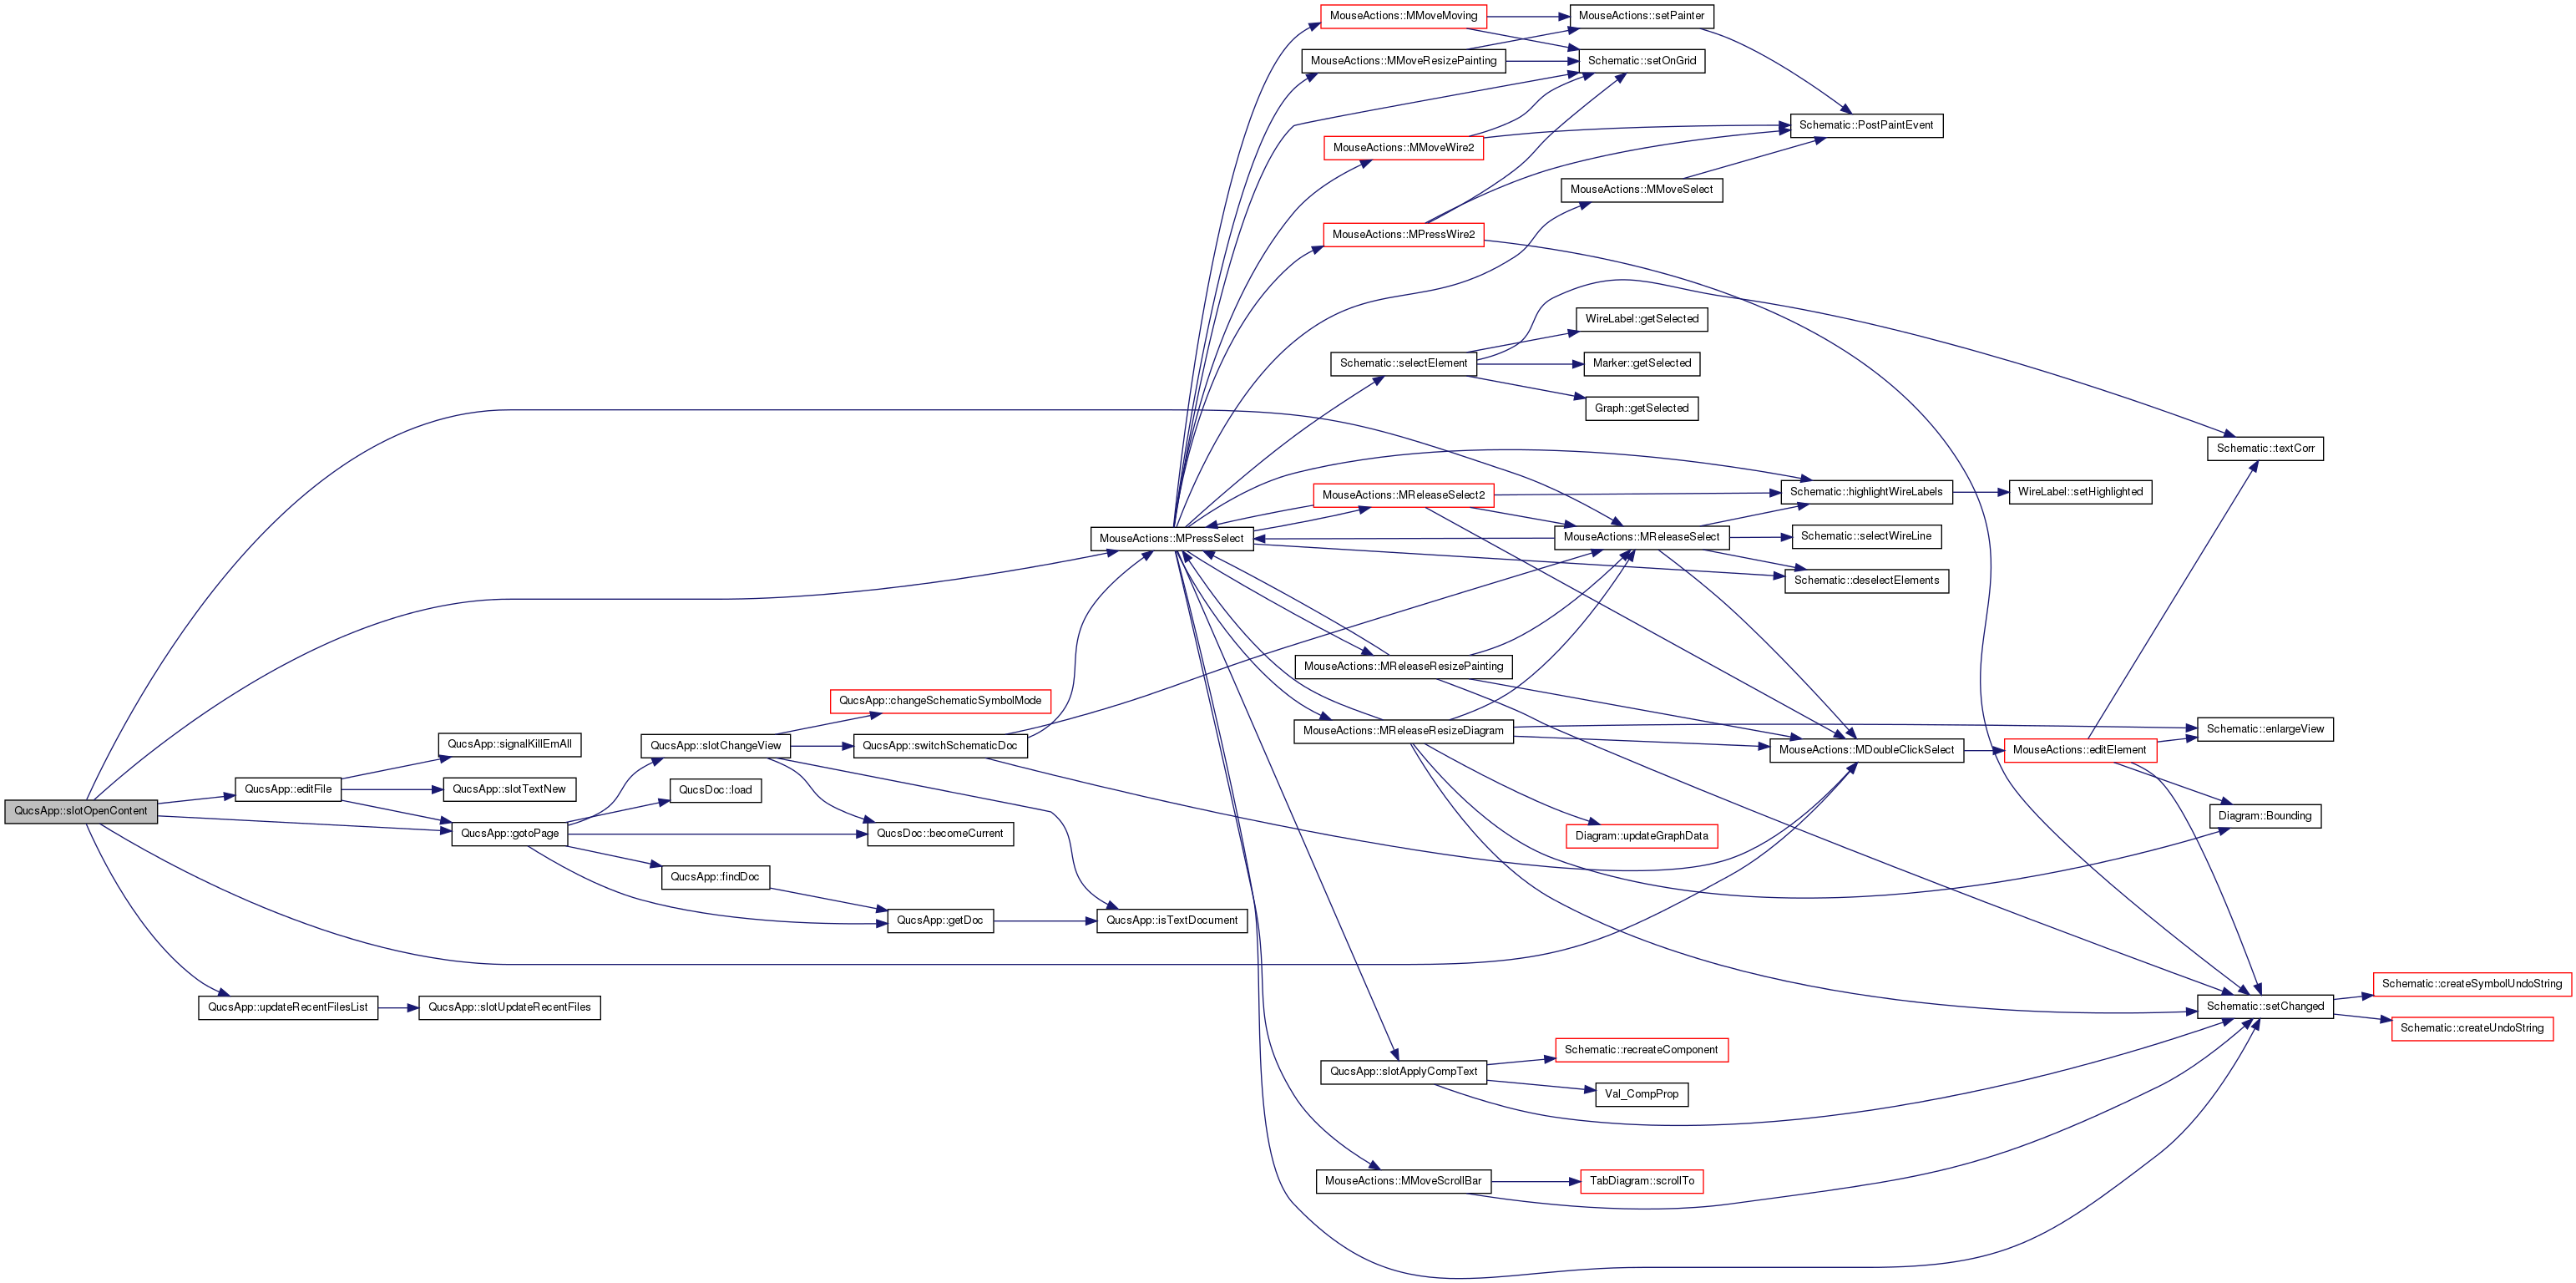 MouseActions::MMoveMoving
MouseActions::setPainter
MouseActions::MMoveResizePainting
Schematic::setOnGrid
Schematic::PostPaintEvent
MouseActions::MMoveWire2
MouseActions::MMoveSelect
MouseActions::MPressWire2
WireLabel::getSelected
Schematic::selectElement
Marker::getSelected
Graph::getSelected
Schematic::textCorr
MouseActions::MReleaseSelect2
Schematic::highlightWireLabels
WireLabel::setHighlighted
MouseActions::MPressSelect
MouseActions::MReleaseSelect
Schematic::selectWireLine
Schematic::deselectElements
MouseActions::MReleaseResizePainting
QucsApp::changeSchematicSymbolMode
MouseActions::MReleaseResizeDiagram
Schematic::enlargeView
QucsApp::signalKillEmAll
QucsApp::slotChangeView
QucsApp::switchSchematicDoc
MouseActions::MDoubleClickSelect
MouseActions::editElement
QucsApp::editFile
QucsApp::slotTextNew
QucsDoc::load
QucsApp::slotOpenContent
QucsApp::gotoPage
QucsDoc::becomeCurrent
Diagram::updateGraphData
Diagram::Bounding
QucsApp::findDoc
QucsApp::getDoc
QucsApp::isTextDocument
Schematic::createSymbolUndoString
QucsApp::updateRecentFilesList
QucsApp::slotUpdateRecentFiles
Schematic::setChanged
Schematic::createUndoString
Schematic::recreateComponent
QucsApp::slotApplyCompText
Val_CompProp
MouseActions::MMoveScrollBar
TabDiagram::scrollTo